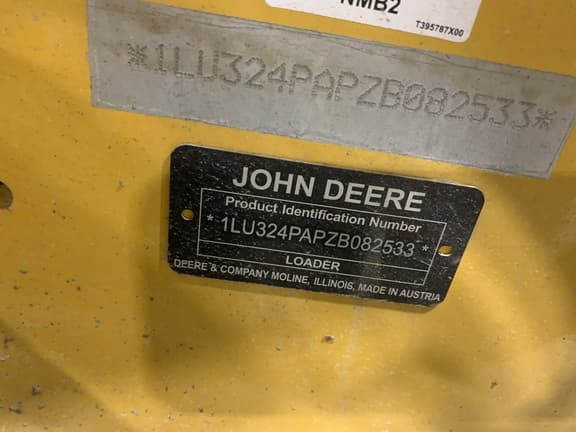 NMB2
T395787X00
*1LU324PAPZB082533*
JOHN DEERE
Product Identification Number
* 1LU324PAPZB082533 *
LOADER
DEERE & COMPANY MOLINE, ILLINOIS, MADE IN AUSTRIA